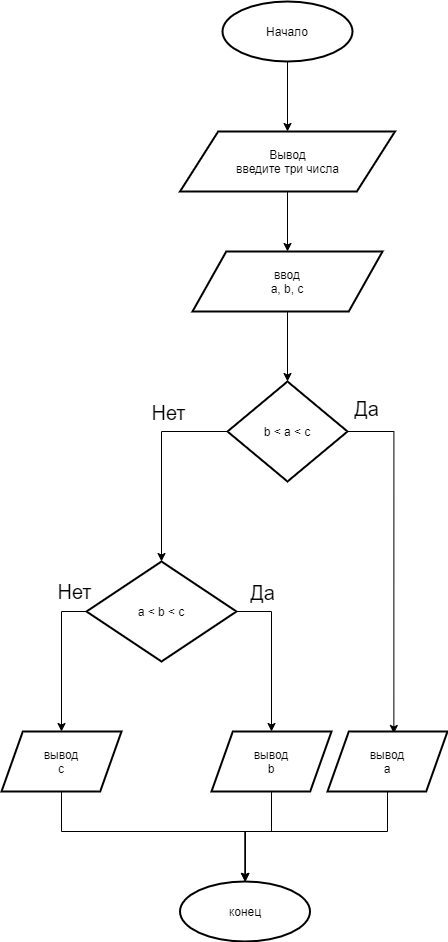 Начало
Вывод
введите три числа
ввод
a, b, c
Нет
Да
b < a < c
Нет
Да
a < b < c
вывод
c
вывод
b
вывод
a
конец